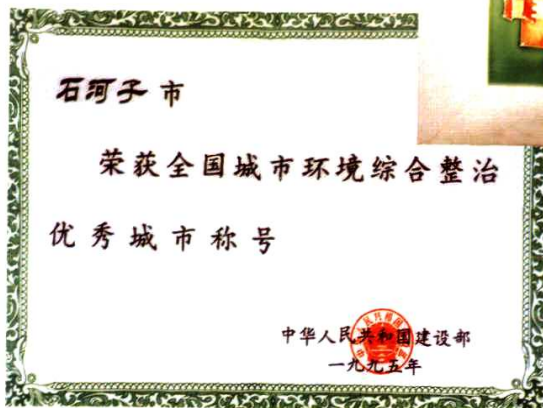 石河子市
荣获全国城市环境综合整治
优秀城市称号
中华人民共和国建设部
一九九五年